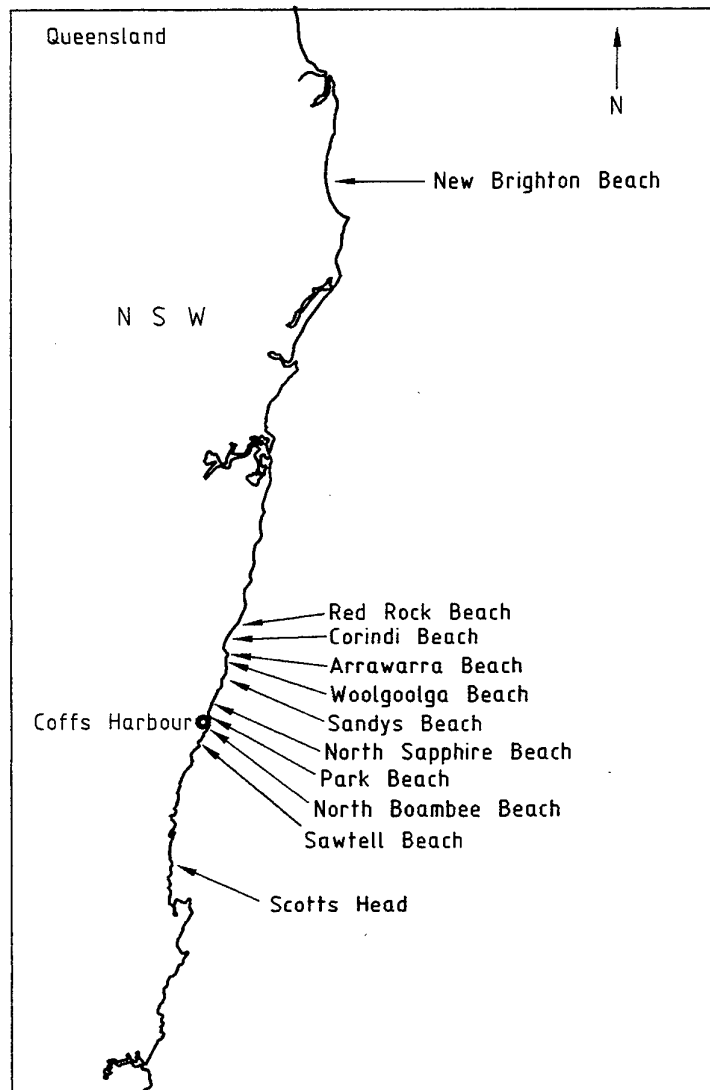 Queensland
N
New Brighton Beach
N S W
Red Rock Beach
Corindi Beach
Arrawarra Beach
Woolgoolga Beach
Sandys Beach
Coffs Harbour
North Sapphire Beach
Park Beach
North Boambee Beach
Sawtell Beach
Scotts Head